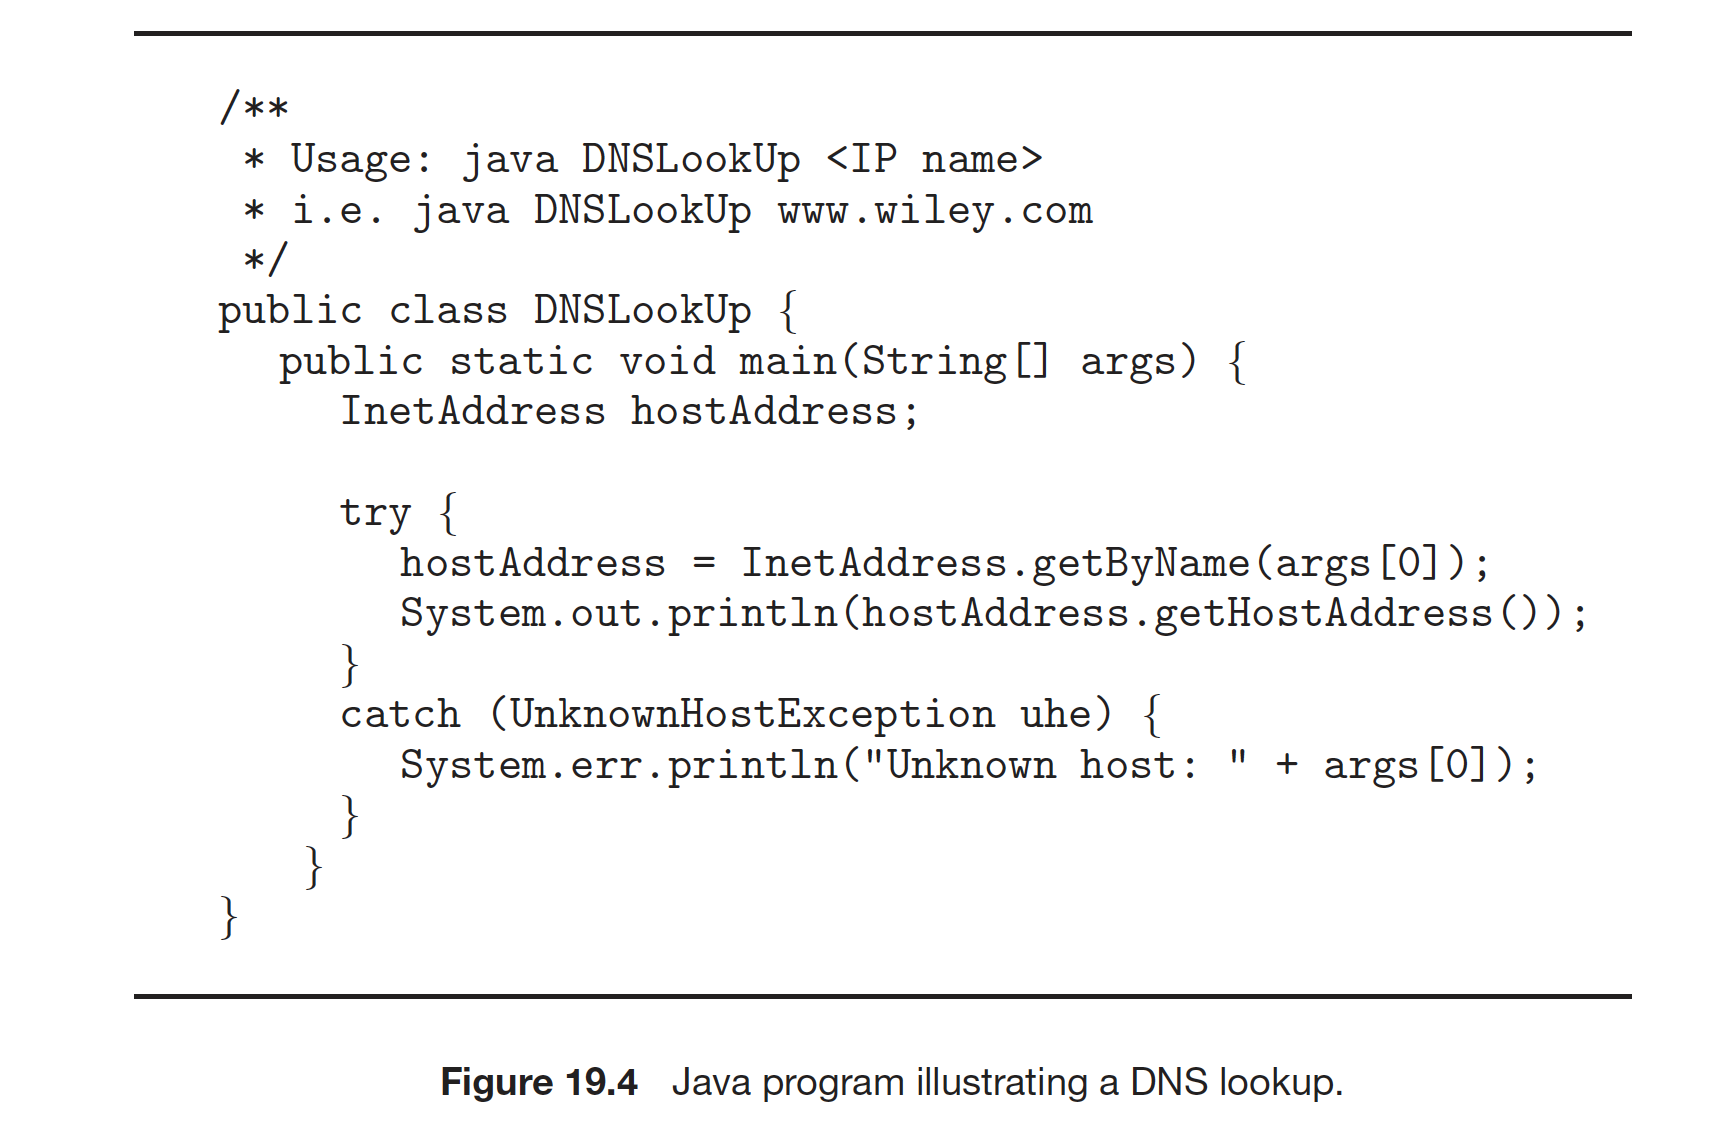 /**
 * Usage: java DNSLookUp <IP name>
 * i.e. java DNSLookUp www.wiley.com
 */
public class DNSLookUp {
  public static void main(String[] args) {
    InetAddress hostAddress;

    try {
      hostAddress = InetAddress.getByName(args[0]);
      System.out.println(hostAddress.getHostAddress());
    }
    catch (UnknownHostException uhe) {
      System.err.println("Unknown host: " + args[0]);
    }
   }
}
Figure 19.4 Java program illustrating a DNS lookup.